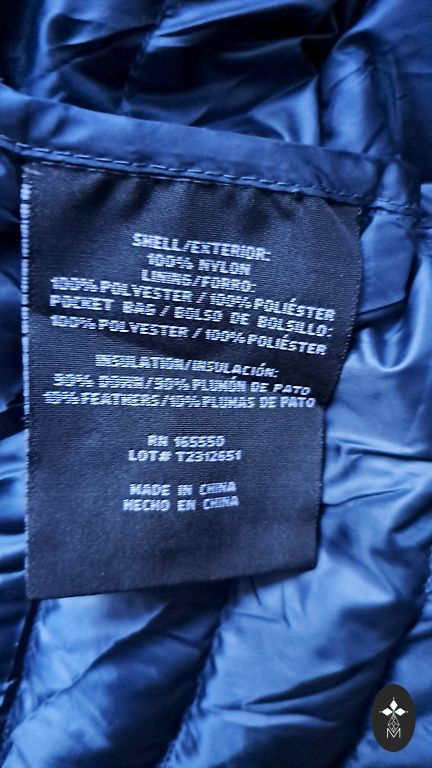 SHELL/EXTERIOR:
100% NYLON
LINING/FORRO:
100% POLYESTER / 100% POLIÉSTER
POCKET BAG / BOLSO DE BOLSILLO:
100% POLYESTER / 100% POLIÉSTER
INSULATION/INSULACIÓN:
90% DOWN/90% PLUMÓN DE PATO
10% FEATHERS/10% PLUMAS DE PATO
RN 165550
LOT# T2312651
MADE IN CHINA
HECHO EN CHINA
M